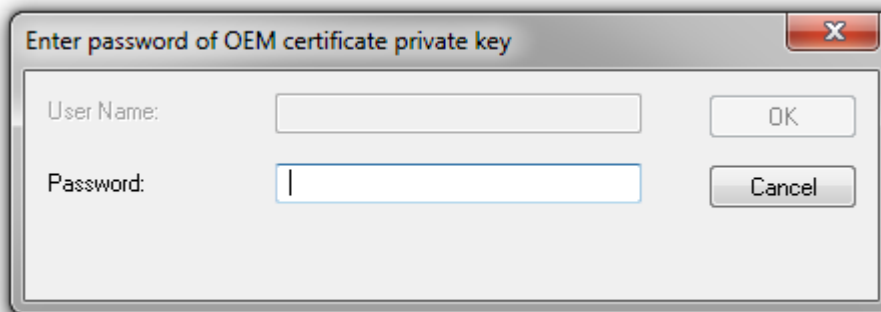 Enter password of OEM certificate private key
User Name:
OK
Password:
Cancel